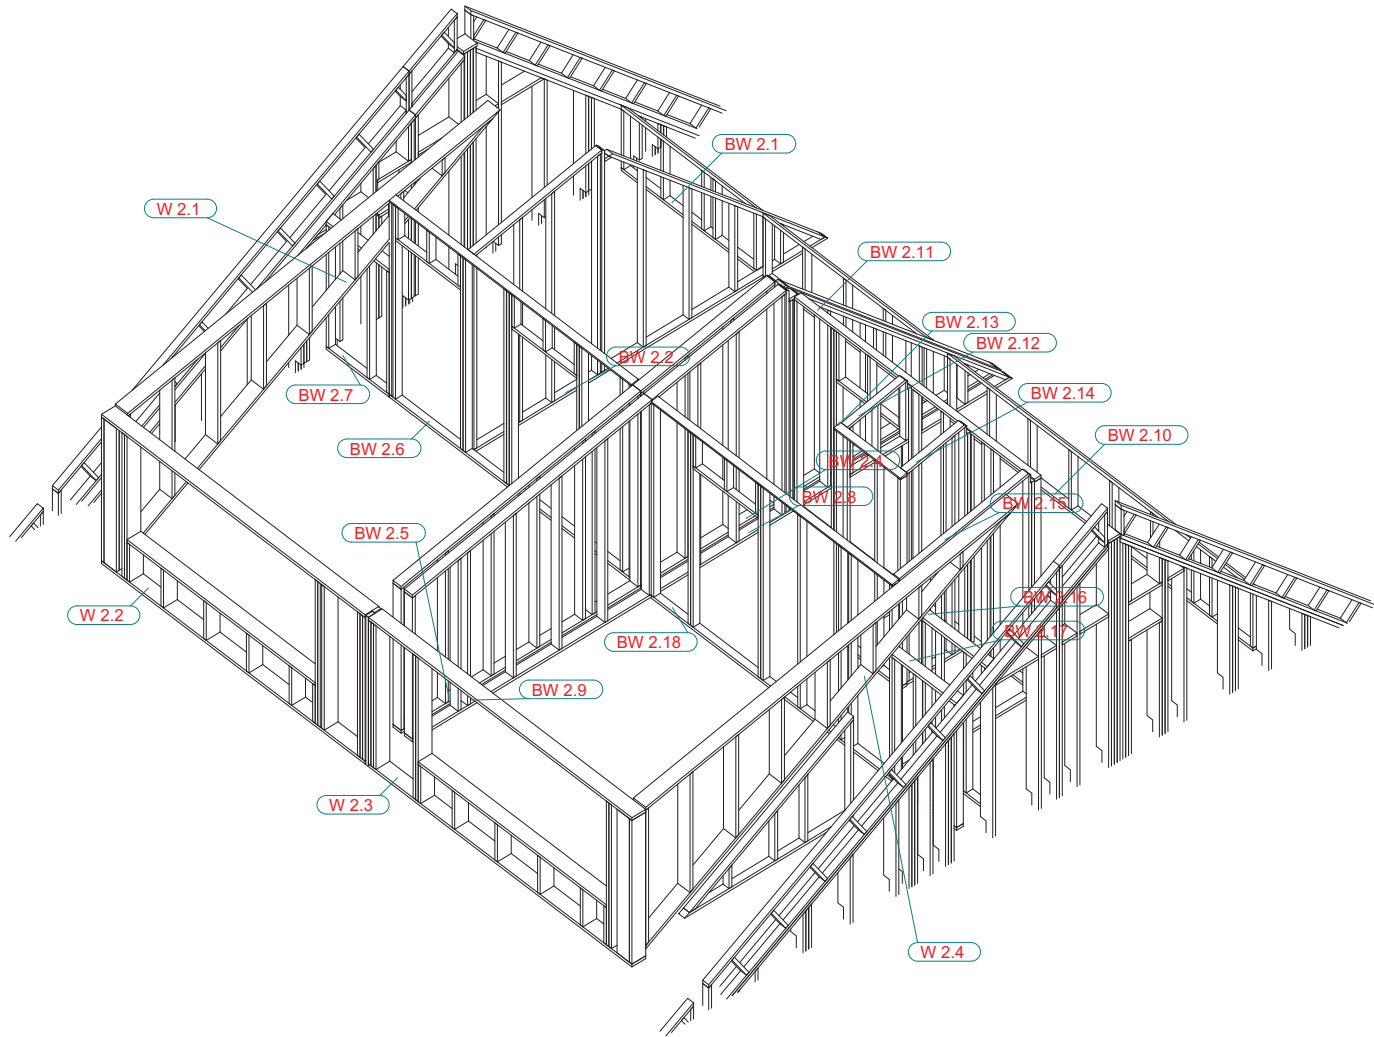 BW 2.1
W 2.1
BW 2.11
BW 2.13
BW 2.12
BW 2.2
BW 2.7
BW 2.14
BW 2.6
BW 2.10
BW 2.4
BW 2.8
BW 2.15
BW 2.5
BW 2.16
W 2.2
BW 2.17
BW 2.18
BW 2.9
W 2.3
W 2.4